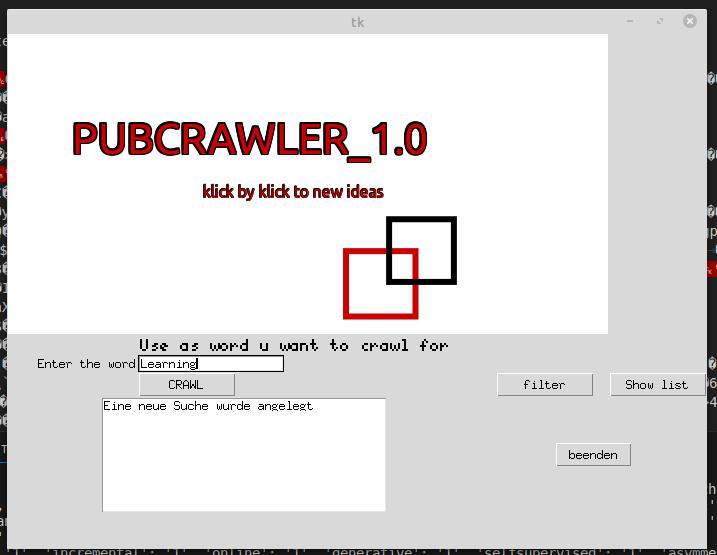 tk
PUBCRAWLER_1.0
klick by klick to new ideas
Use as word u want to crawl for
Enter the word Learning
CRAWL
filter
Show list
Eine neue Suche wurde angelegt
beenden
'incremental': 'l' 'online': 'l' 'generative': 'l' 'selfsupervised': 'l'